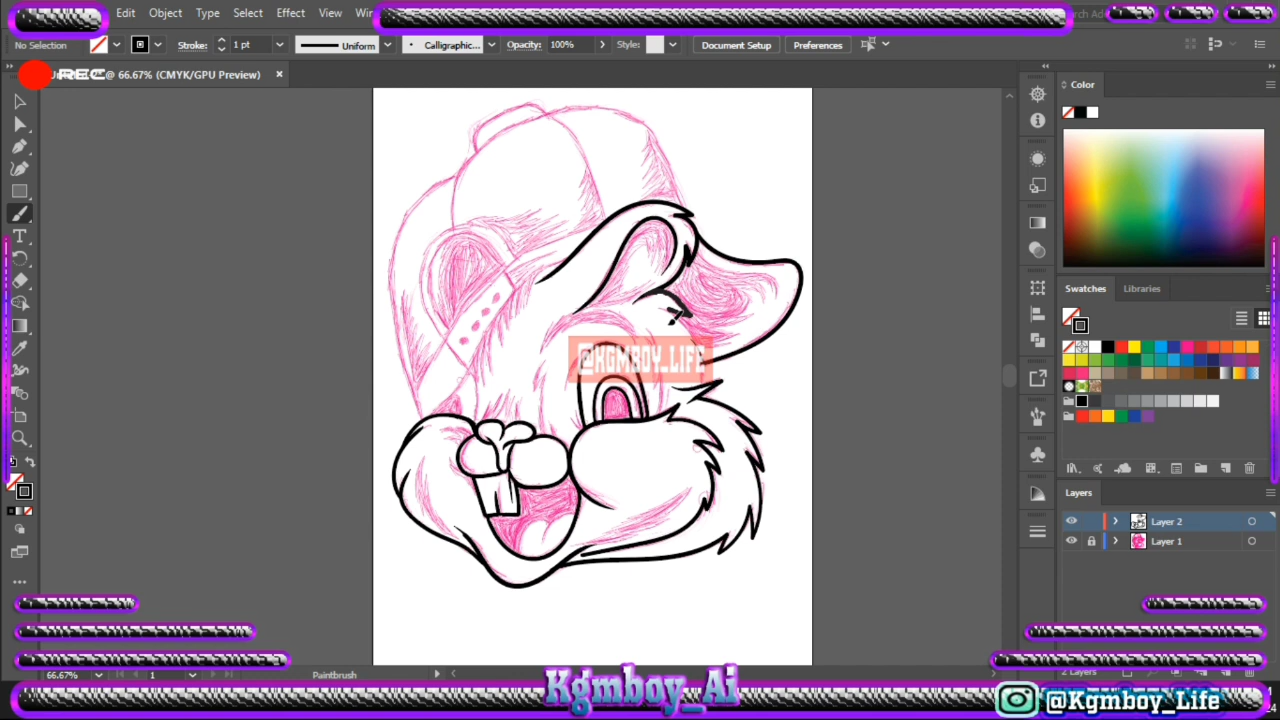 Edit Object Type Select Effect View
No Selection Stroke: 1 pt Uniform Calligraphic... Opacity: 100% Style: Document Setup Preferences
REC @ 66.67% (CMYK/GPU Preview) ×
Color
Swatches Libraries
@KGMBOY_LIFE
Layers
Layer 2
Layer 1
66.67% 1 Paintbrush
2 Layers
Kgmboy_Ai
@Kgmboy_Life